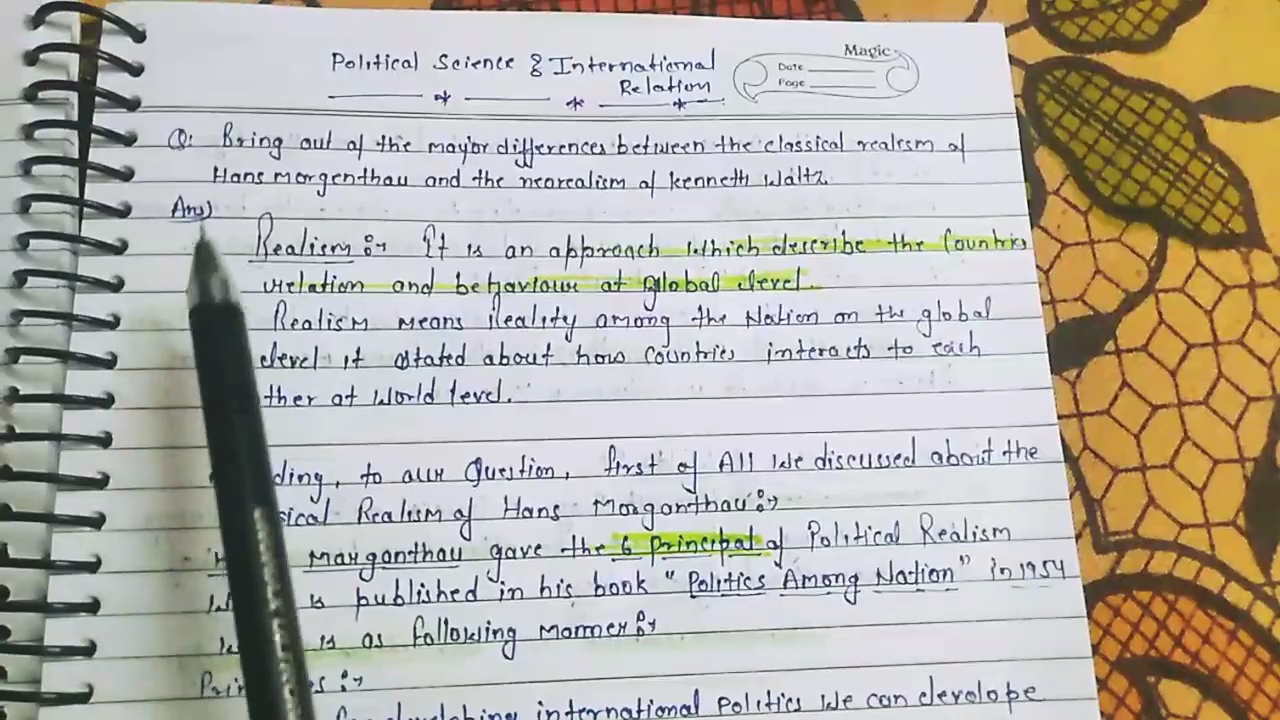 Political Science & International
Relation
Magic
Date
Page
Q: Bring out of the mayor differences between the classical realism of
Hans morgenthau and the neorealism of kenneth Waltz
Ans)
Realism :- It is an approach which describe the Countries
relation and behaviour at global level.
Realism means Reality among the Nation on the global
level it stated about how countries interacts to each
ther at World level.
ding, to our Question, first of All we discussed about the
sical Realism of Hans Morganthau :-
Marganthau gave the 6 principal of Political Realism
is published in his book "Politics Among Nation" in 1954
is as following manner :-
international politics we can develope